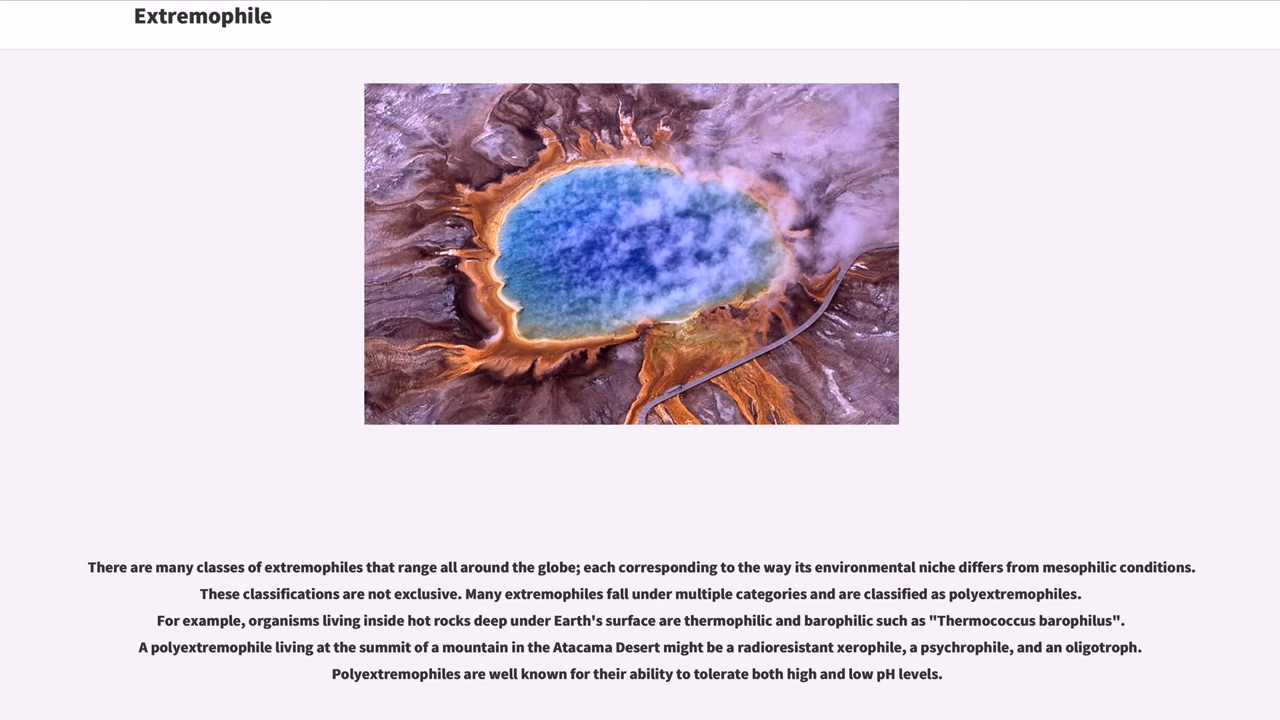 Extremophile
There are many classes of extremophiles that range all around the globe; each corresponding to the way its environmental niche differs from mesophilic conditions.
These classifications are not exclusive. Many extremophiles fall under multiple categories and are classified as polyextremophiles.
For example, organisms living inside hot rocks deep under Earth's surface are thermophilic and barophilic such as "Thermococcus barophilus".
A polyextremophile living at the summit of a mountain in the Atacama Desert might be a radioresistant xerophile, a psychrophile, and an oligotroph.
Polyextremophiles are well known for their ability to tolerate both high and low pH levels.